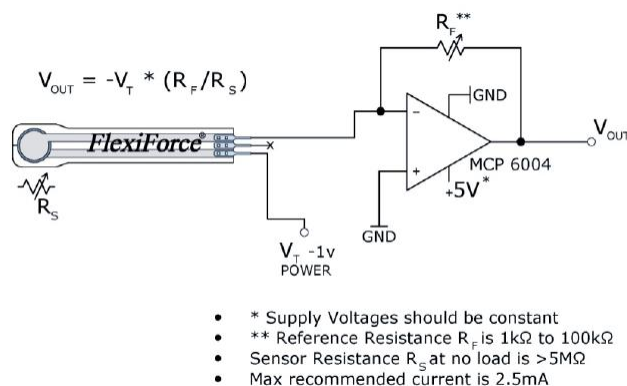 R_F **
V_OUT = -V_T * (R_F/R_S)
GND
FlexiForce®
V_OUT
MCP 6004
+5V*
R_S
GND
V_T -1v
POWER
• * Supply Voltages should be constant
• ** Reference Resistance R_F is 1kΩ to 100kΩ
• Sensor Resistance R_S at no load is >5MΩ
• Max recommended current is 2.5mA